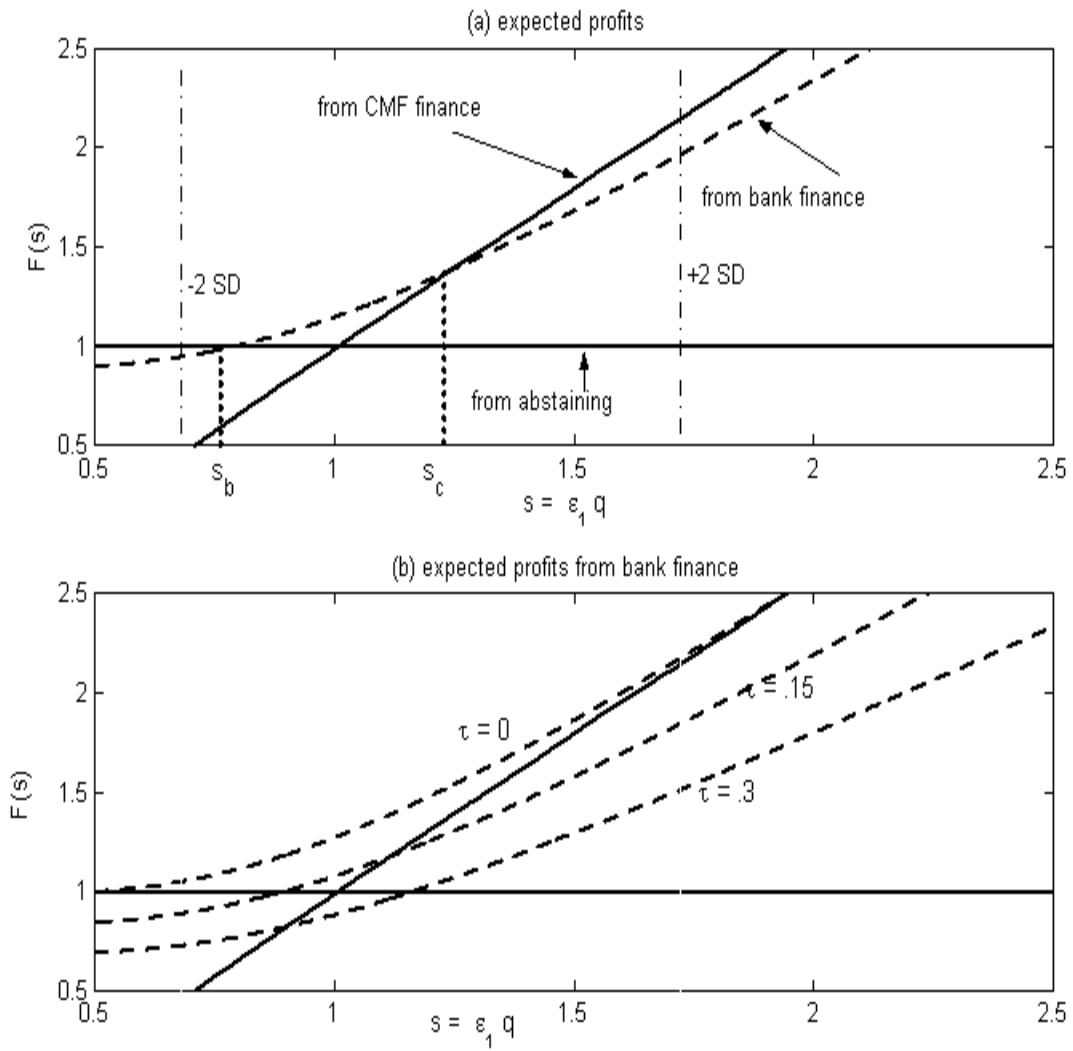 (a) expected profits
2.5
from CMF finance
2
from bank finance
F(s)
1.5
-2 SD
+2 SD
1
from abstaining
0.5
0.5 1 1.5 2 2.5
s_b s_c
s = ε_1 q
(b) expected profits from bank finance
2.5
2
τ = .15
τ = 0
F(s)
1.5
τ = .3
1
0.5
0.5 1 1.5 2 2.5
s = ε_1 q